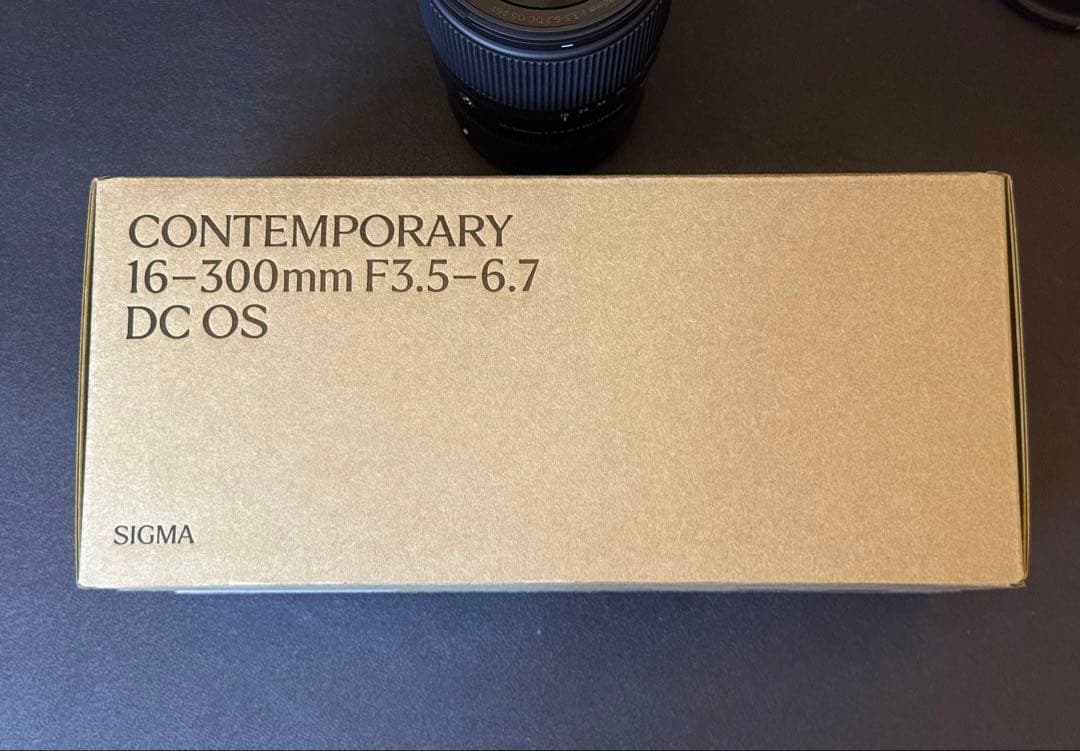 CONTEMPORARY
16–300mm F3.5–6.7
DC OS
SIGMA